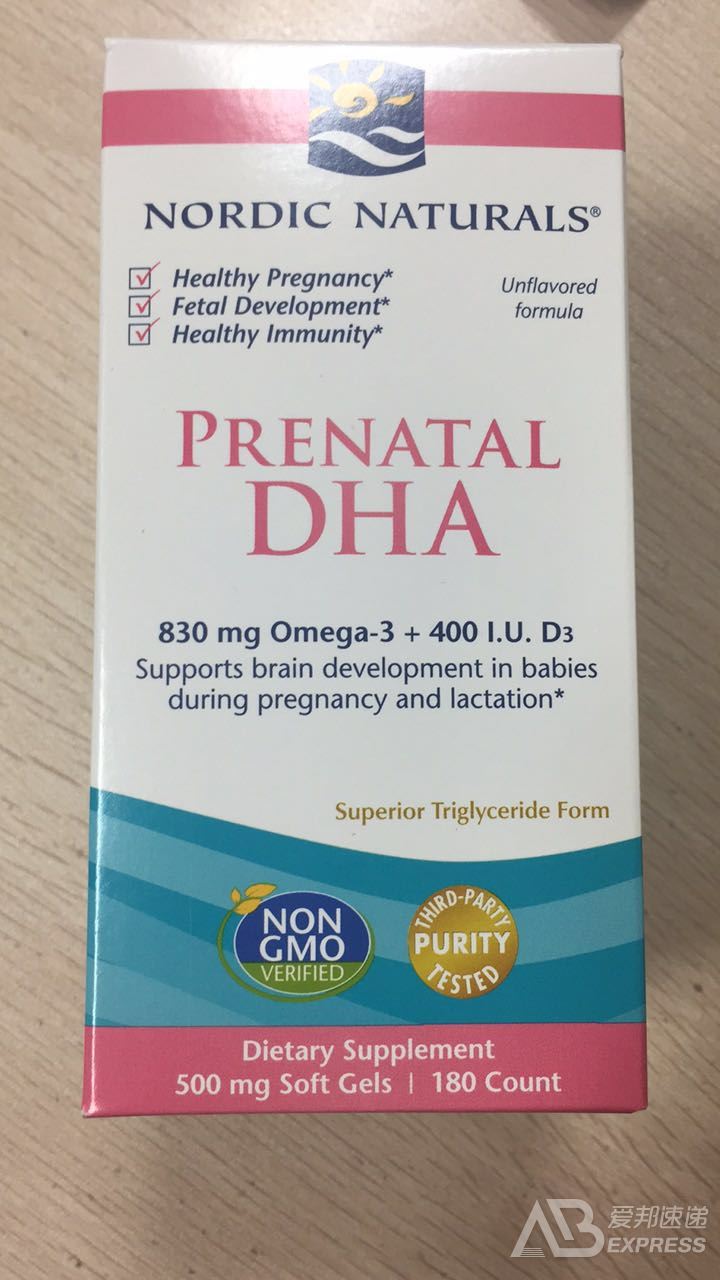 NORDIC NATURALS®
Healthy Pregnancy*
Fetal Development*
Healthy Immunity*
Unflavored
formula
PRENATAL
DHA
830 mg Omega-3 + 400 I.U. D3
Supports brain development in babies
during pregnancy and lactation*
Superior Triglyceride Form
NON
GMO
VERIFIED
THIRD-PARTY
PURITY
TESTED
Dietary Supplement
500 mg Soft Gels | 180 Count
AB 爱邦速递
EXPRESS